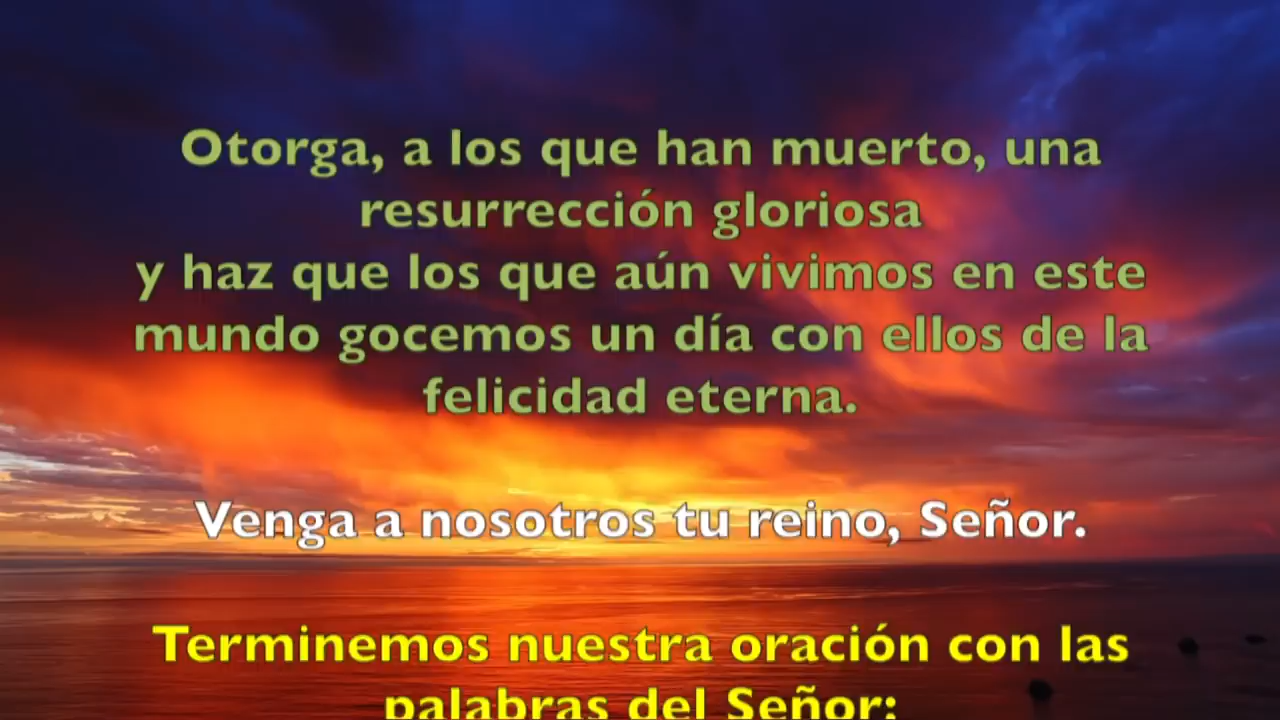 Otorga, a los que han muerto, una
resurrección gloriosa
y haz que los que aún vivimos en este
mundo gocemos un día con ellos de la
felicidad eterna.
Venga a nosotros tu reino, Señor.
Terminemos nuestra oración con las
palabras del Señor: